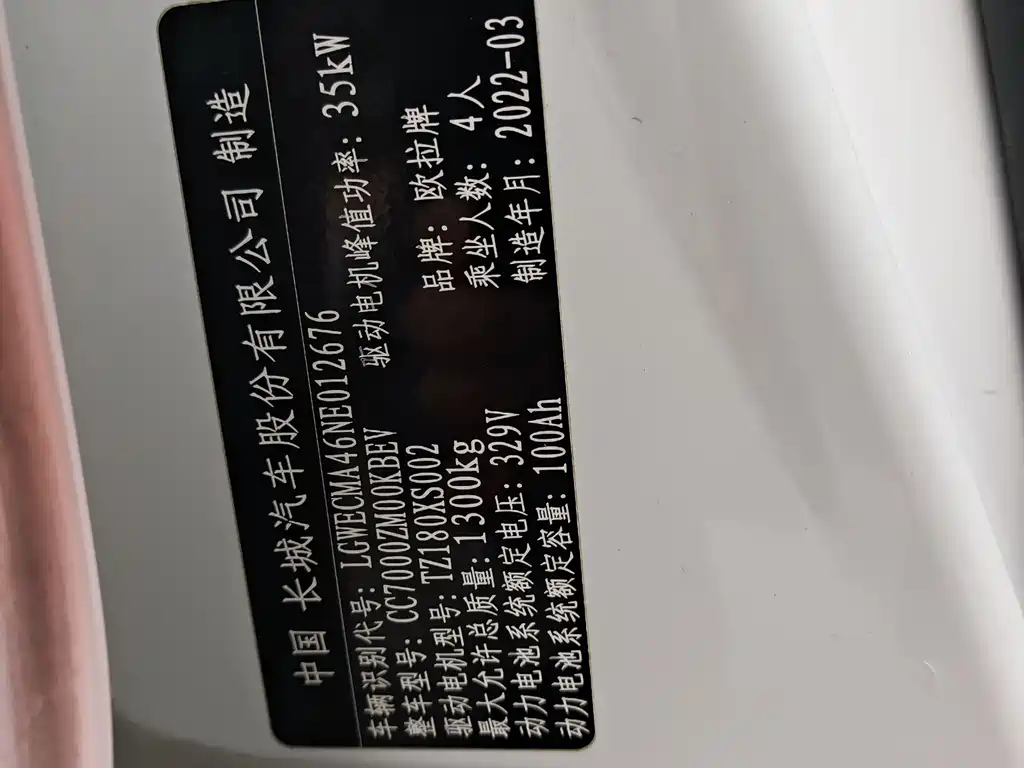 中国 长城汽车股份有限公司 制造
车辆识别代号：LGWECMA46NE012676
整车型号：CC7000ZM00KBEV 驱动电机峰值功率：35kW
驱动电机型号：TZ180XS002 品牌：欧拉牌
最大允许总质量：1300kg 乘坐人数：4人
动力电池系统额定电压：329V 制造年月：2022-03
动力电池系统额定容量：100Ah